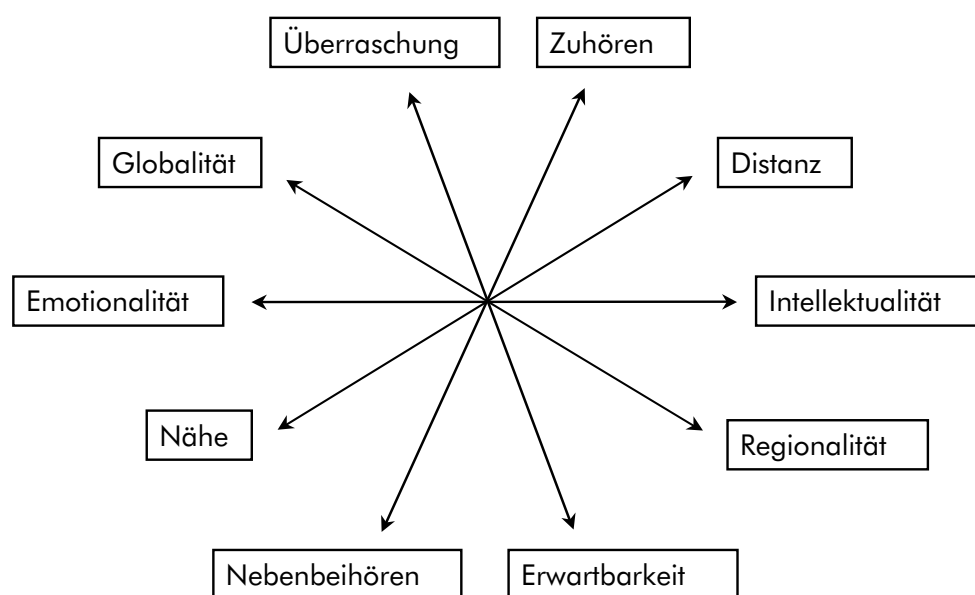 Überraschung
Zuhören
Globalität
Distanz
Emotionalität
Intellektualität
Nähe
Regionalität
Nebenbeihören
Erwartbarkeit